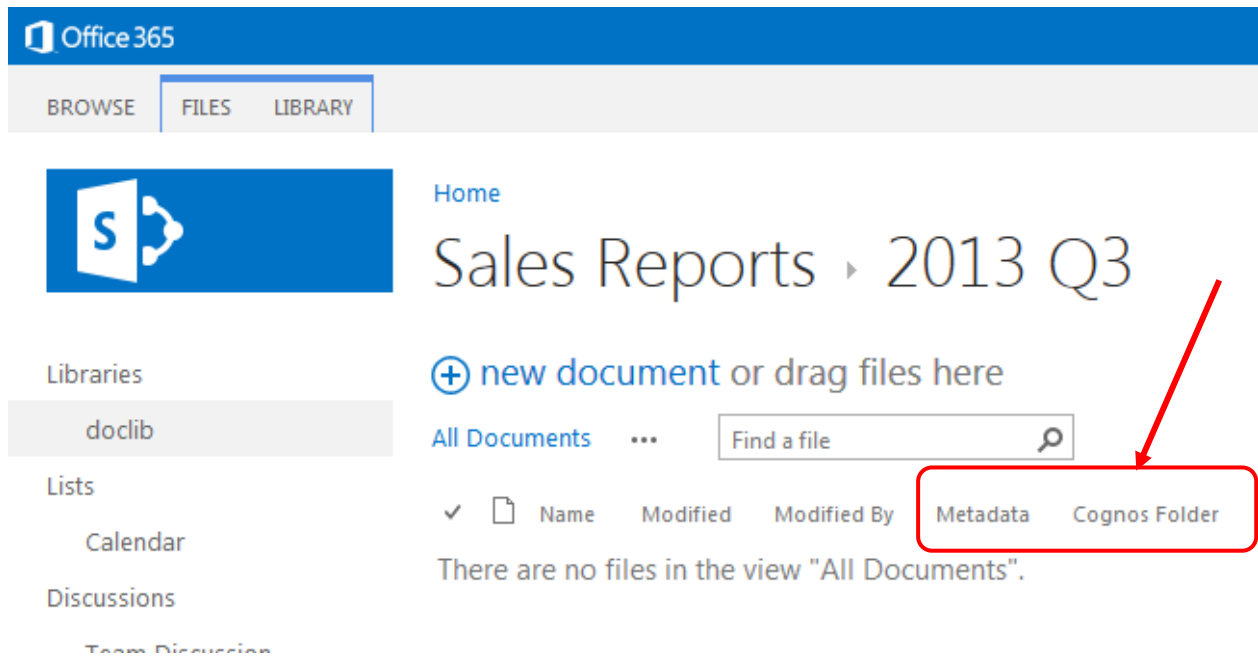 Office 365
BROWSE FILES LIBRARY
S
Home
Sales Reports 2013 Q3
new document or drag files here
All Documents ... Find a file
Name Modified Modified By Metadata Cognos Folder
There are no files in the view "All Documents".
Libraries
doclib
Lists
Calendar
Discussions
Team Discussion